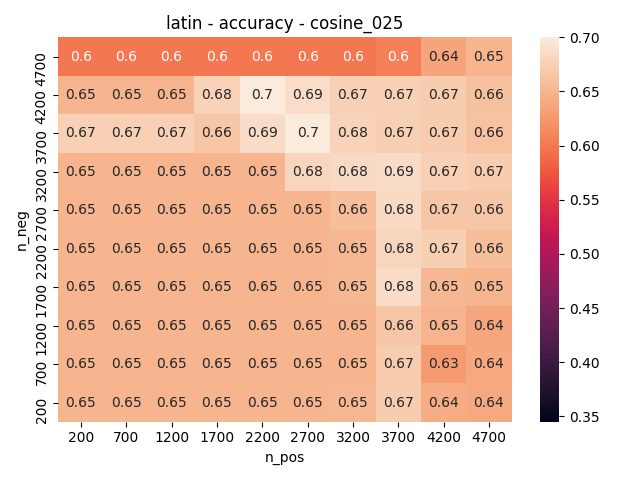 latin - accuracy - cosine_025
4700 0.6 0.6 0.6 0.6 0.6 0.6 0.6 0.6 0.64 0.65
4200 0.65 0.65 0.65 0.68 0.7 0.69 0.67 0.67 0.67 0.66
3700 0.67 0.67 0.67 0.66 0.69 0.7 0.68 0.67 0.67 0.66
3200 0.65 0.65 0.65 0.65 0.65 0.68 0.68 0.69 0.67 0.67
2700 0.65 0.65 0.65 0.65 0.65 0.65 0.66 0.68 0.67 0.66
2200 0.65 0.65 0.65 0.65 0.65 0.65 0.65 0.68 0.67 0.66
1700 0.65 0.65 0.65 0.65 0.65 0.65 0.65 0.68 0.65 0.65
1200 0.65 0.65 0.65 0.65 0.65 0.65 0.65 0.66 0.65 0.64
700 0.65 0.65 0.65 0.65 0.65 0.65 0.65 0.67 0.63 0.64
200 0.65 0.65 0.65 0.65 0.65 0.65 0.65 0.67 0.64 0.64
n_neg
200 700 1200 1700 2200 2700 3200 3700 4200 4700
n_pos
0.70
0.65
0.60
0.55
0.50
0.45
0.40
0.35